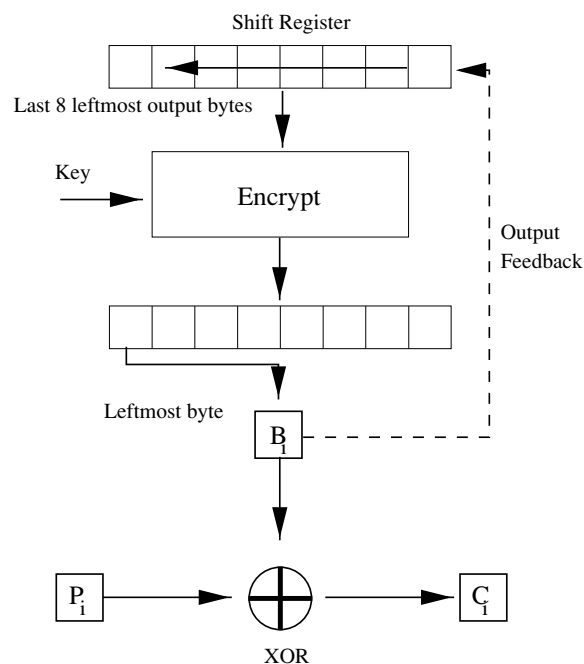 Shift Register
Last 8 leftmost output bytes
Key
Encrypt
Output
Feedback
Leftmost byte
B i
P i
C i
XOR